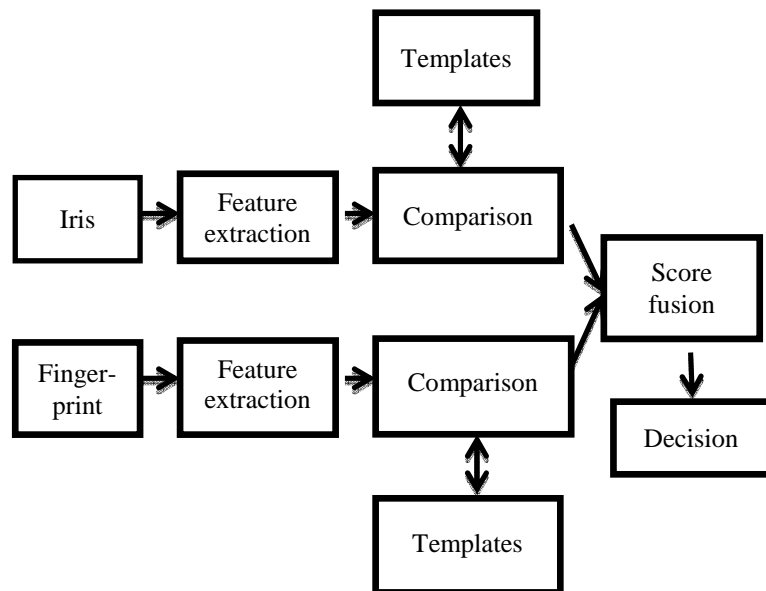 Templates
Iris
Feature
extraction
Comparison
Score
fusion
Finger-
print
Feature
extraction
Comparison
Decision
Templates